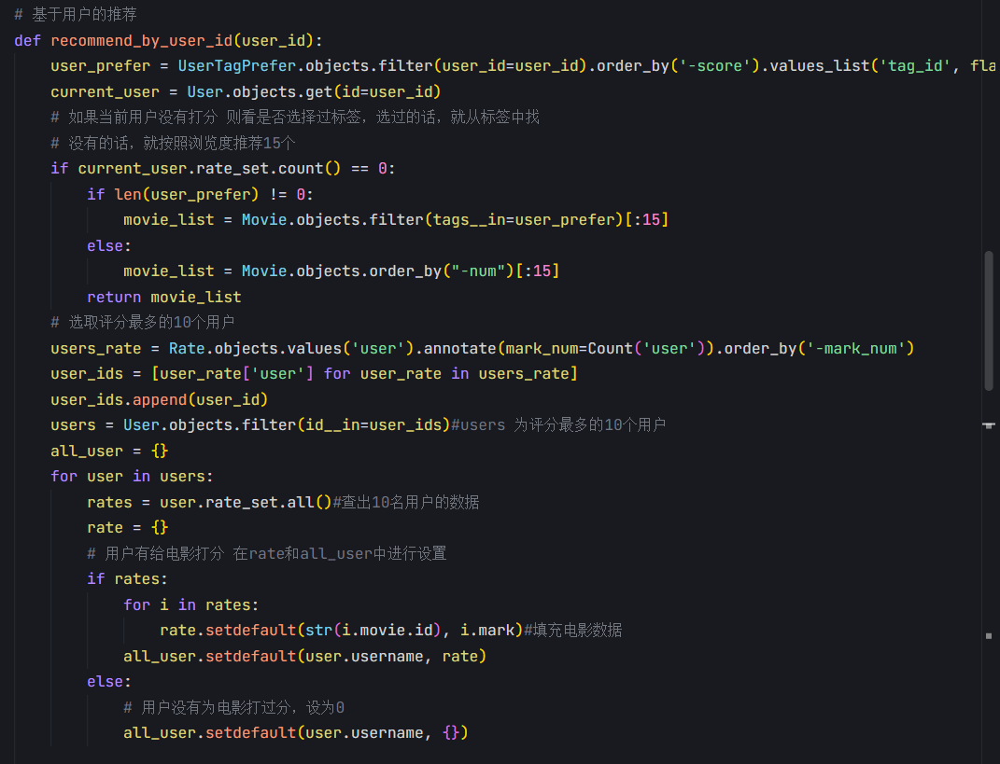 # 基于用户的推荐
def recommend_by_user_id(user_id):
    user_prefer = UserTagPrefer.objects.filter(user_id=user_id).order_by('-score').values_list('tag_id', fla
    current_user = User.objects.get(id=user_id)
    # 如果当前用户没有打分 则看是否选择过标签，选过的话，就从标签中找
    # 没有的话，就按照浏览度推荐15个
    if current_user.rate_set.count() == 0:
        if len(user_prefer) != 0:
            movie_list = Movie.objects.filter(tags__in=user_prefer)[:15]
        else:
            movie_list = Movie.objects.order_by("-num")[:15]
        return movie_list
    # 选取评分最多的10个用户
    users_rate = Rate.objects.values('user').annotate(mark_num=Count('user')).order_by('-mark_num')
    user_ids = [user_rate['user'] for user_rate in users_rate]
    user_ids.append(user_id)
    users = User.objects.filter(id__in=user_ids)#users 为评分最多的10个用户
    all_user = {}
    for user in users:
        rates = user.rate_set.all()#查出10名用户的数据
        rate = {}
        # 用户有给电影打分 在rate和all_user中进行设置
        if rates:
            for i in rates:
                rate.setdefault(str(i.movie.id), i.mark)#填充电影数据
            all_user.setdefault(user.username, rate)
        else:
            # 用户没有为电影打过分，设为0
            all_user.setdefault(user.username, {})